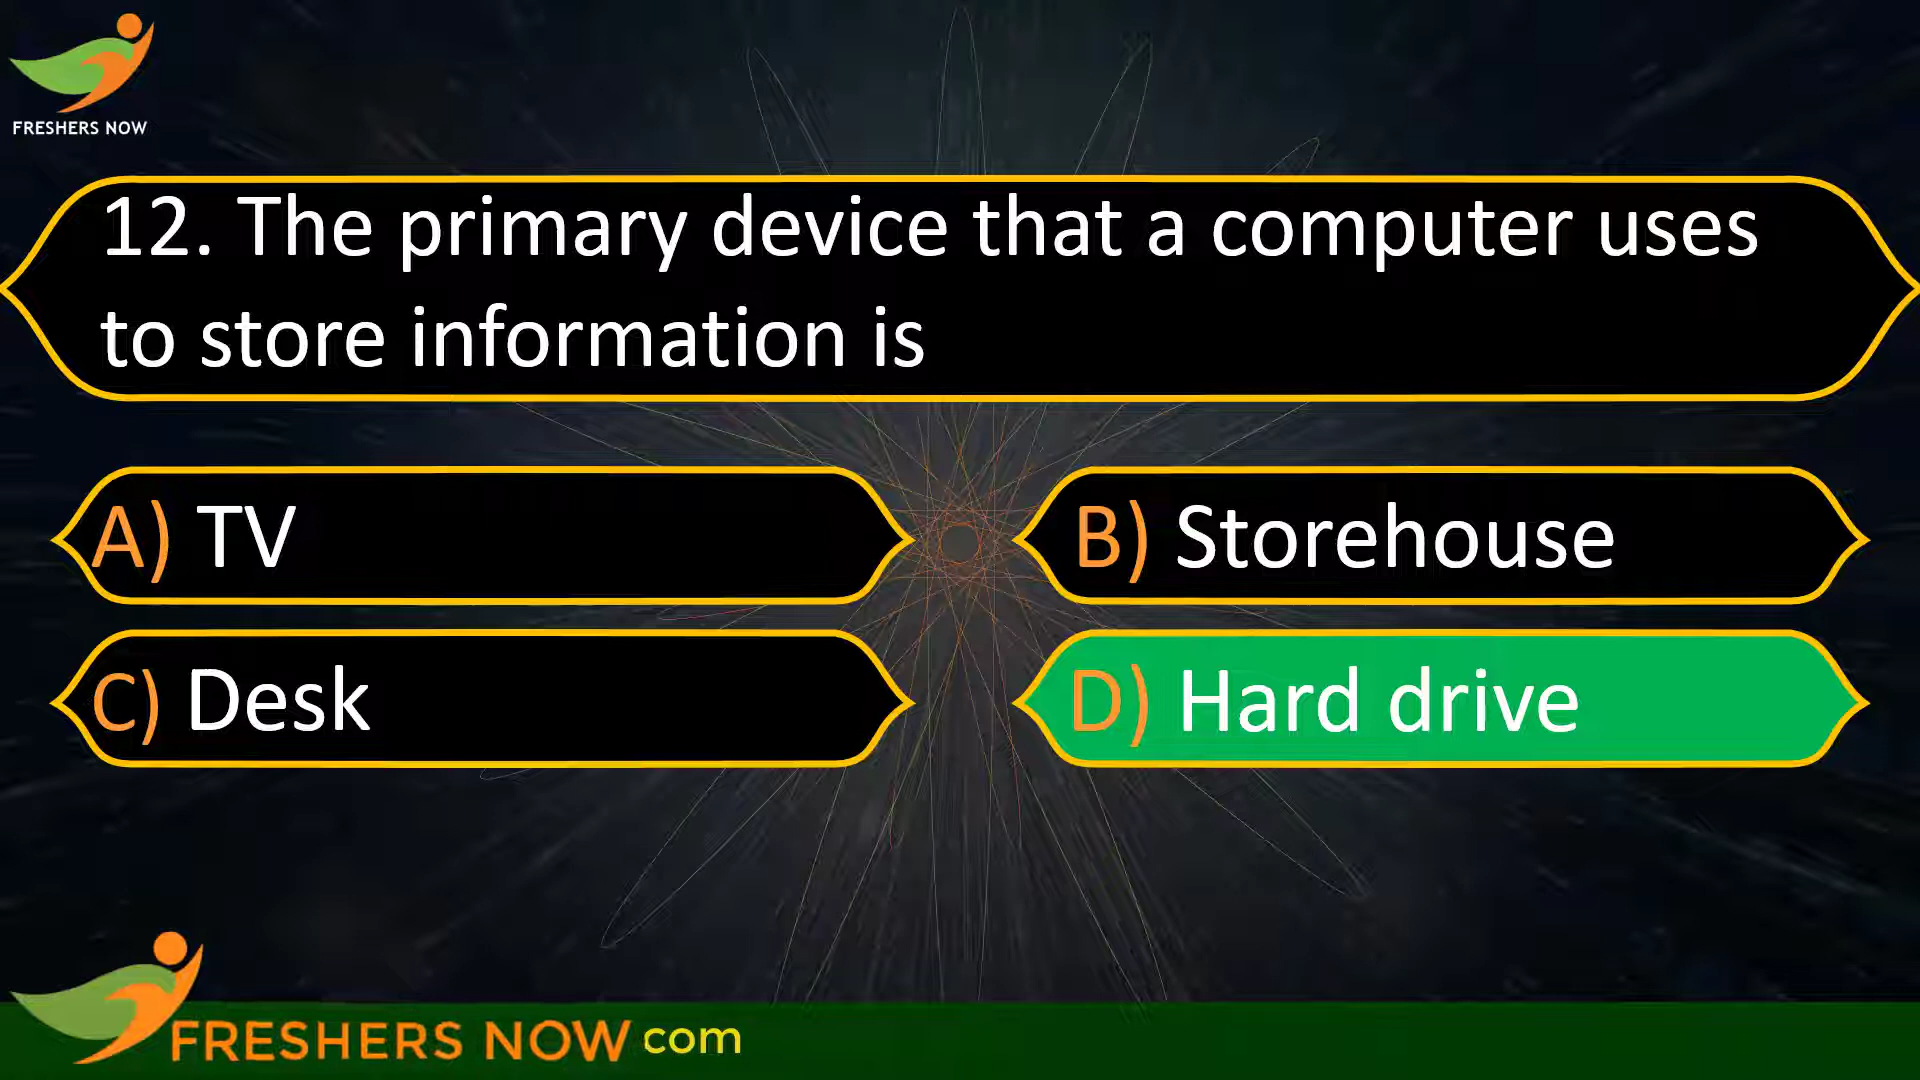 FRESHERS NOW
12. The primary device that a computer uses
to store information is
A) TV
B) Storehouse
C) Desk
D) Hard drive
FRESHERS NOW com